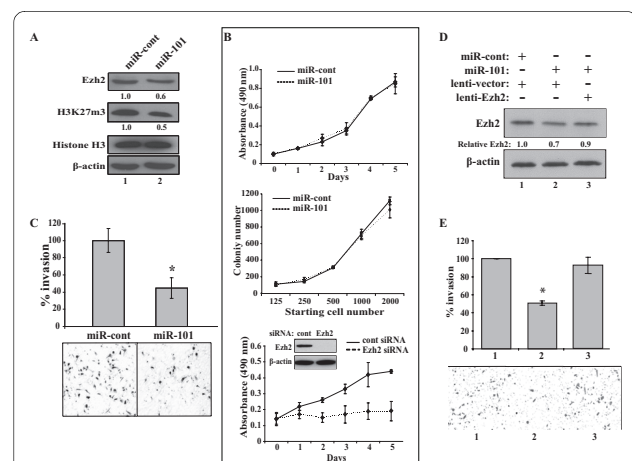 A
miR-cont
miR-101
Ezh2
1.0 0.6
H3K27m3
1.0 0.5
Histone H3
β-actin
1 2
B
miR-cont
miR-101
Absorbance (490 nm)
1.0
0.8
0.6
0.4
0.2
0.0
0 1 2 3 4 5
Days
miR-cont
miR-101
Coloniy number
1200
1000
800
600
400
200
0
125 250 500 1000 2000
Starting cell number
siRNA: cont Ezh2
Ezh2
β-actin
cont siRNA
Ezh2 siRNA
Absorbance (490 nm)
0.6
0.5
0.4
0.3
0.2
0.1
0.0
0 1 2 3 4 5
Days
C
% invasion
120
100
80
60
40
20
0
*
miR-cont miR-101
D
miR-cont: + - -
miR-101: - + +
lenti-vector: + + -
lenti-Ezh2: - - +
Ezh2
Relative Ezh2: 1.0 0.7 0.9
β-actin
1 2 3
E
% invasion
120
100
80
60
40
20
0
*
1 2 3
1 2 3